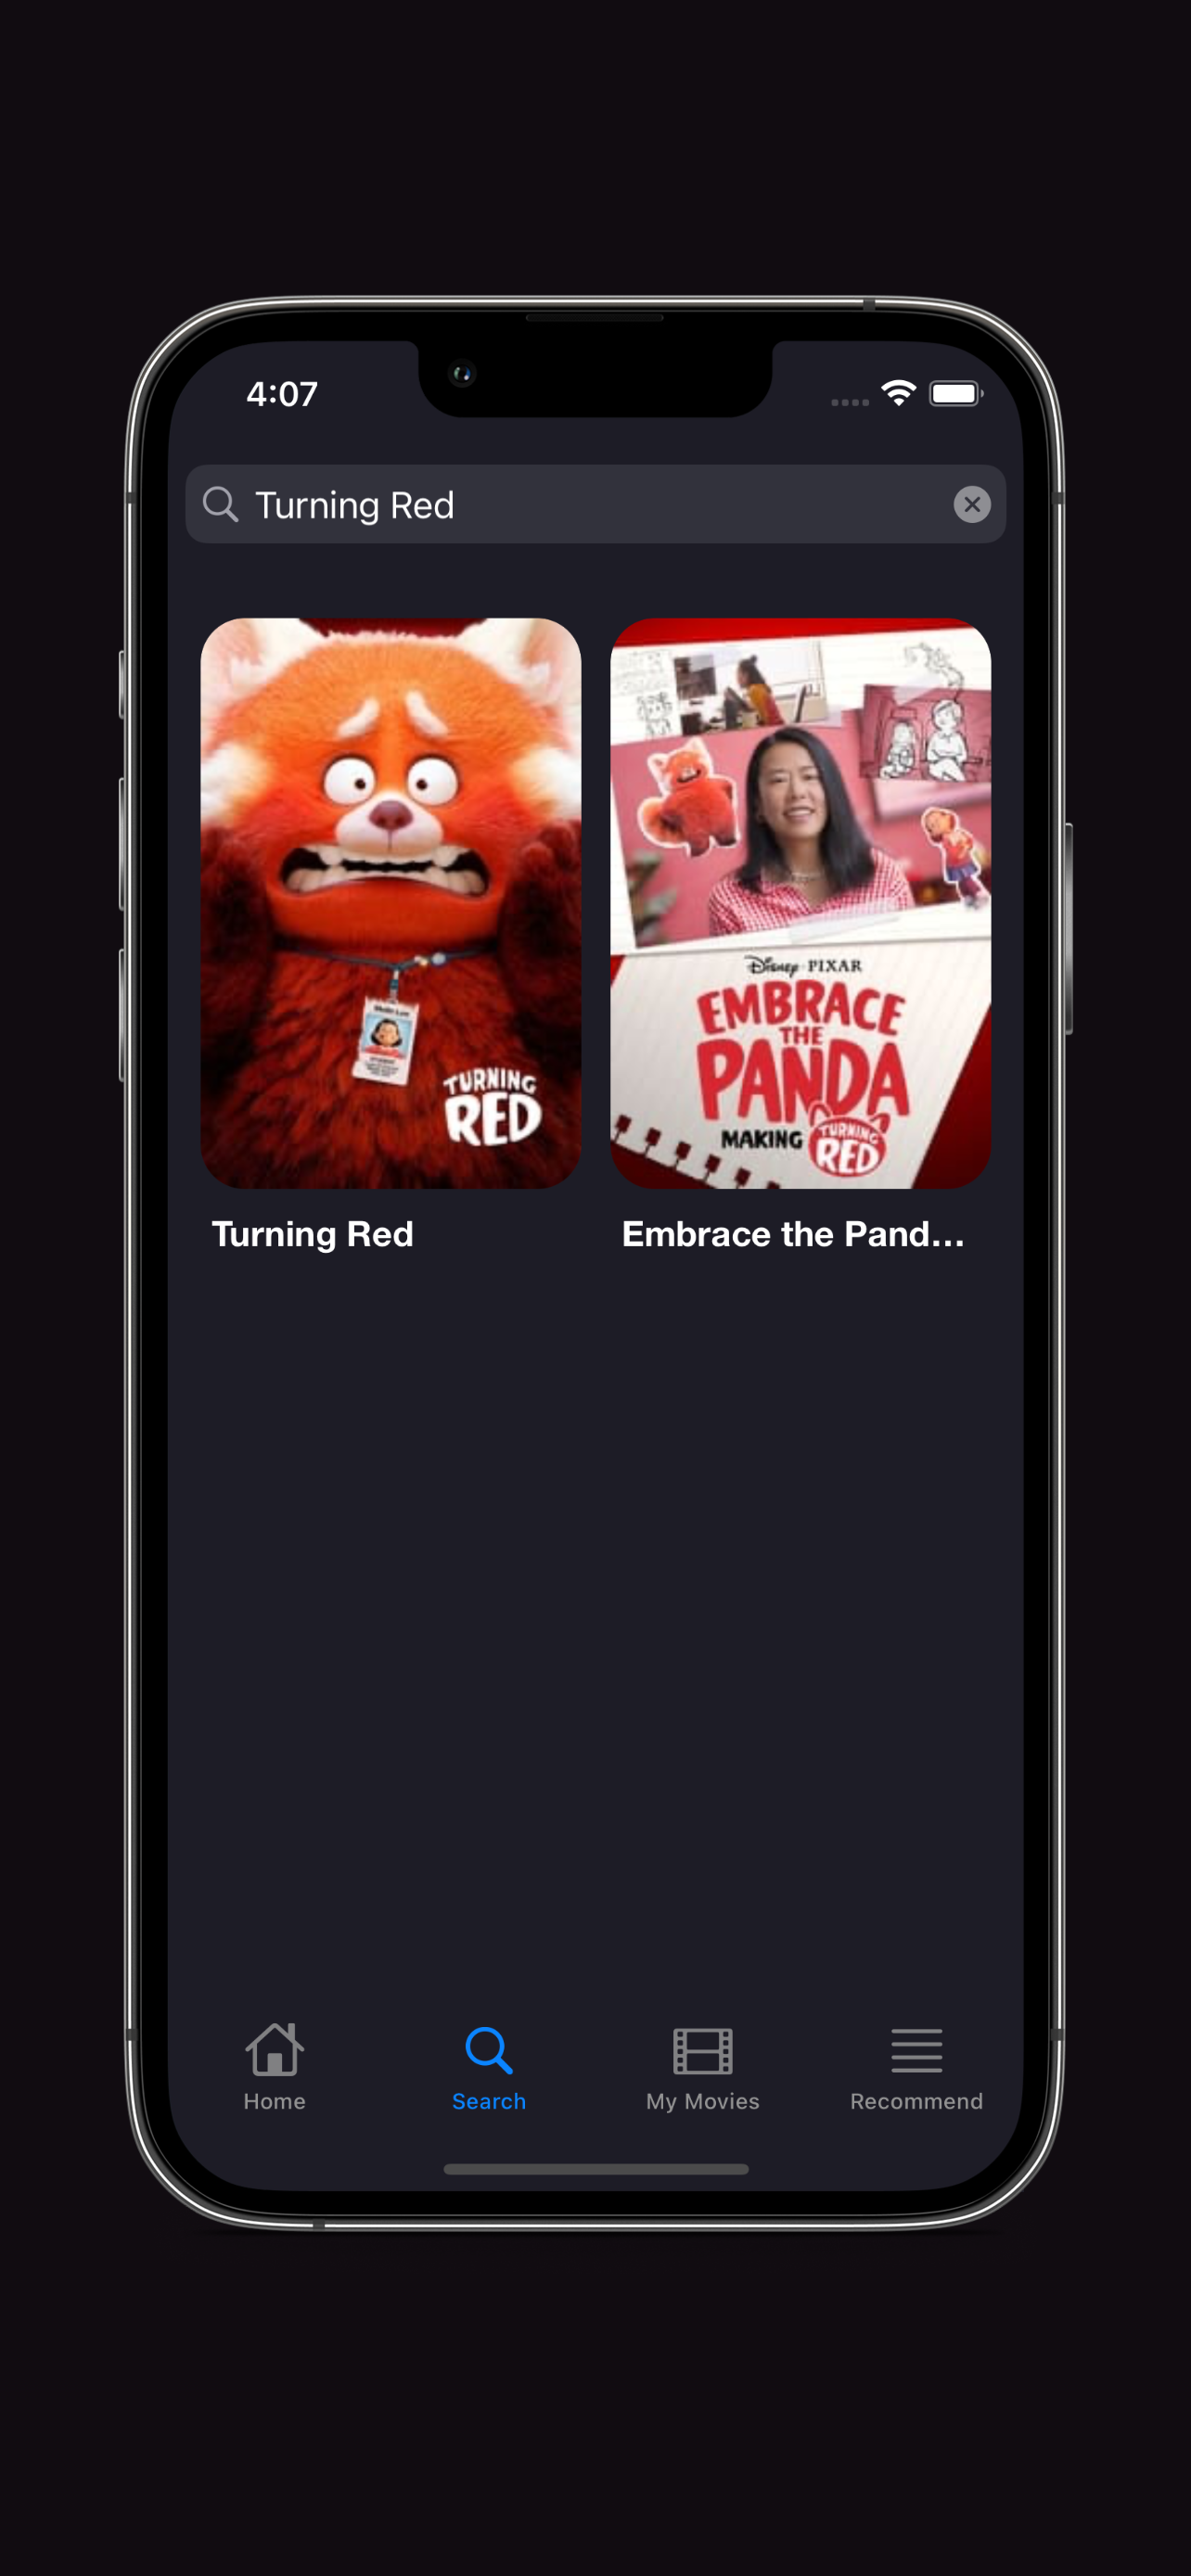 4:07
Turning Red
TURNING
RED
Disney · PIXAR
EMBRACE
THE
PANDA
MAKING TURNING
RED
Turning Red
Embrace the Pand...
Home
Search
My Movies
Recommend